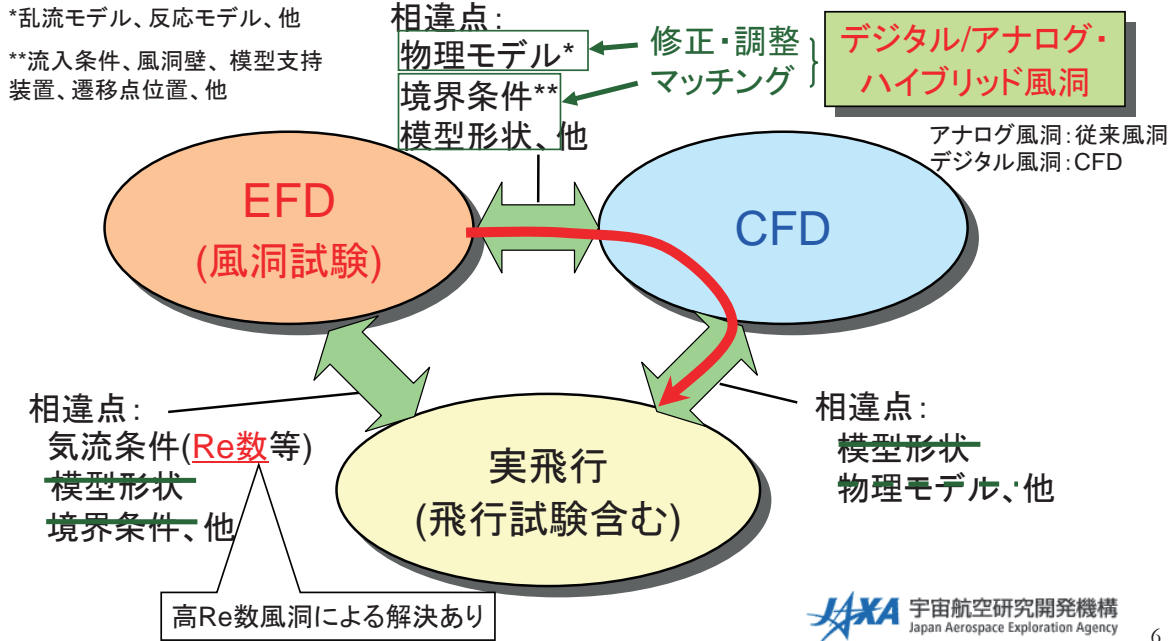 *乱流モデル、反応モデル、他
**流入条件、風洞壁、模型支持
装置、遷移点位置、他
相違点：
物理モデル*
境界条件**
模型形状、他
修正・調整
マッチング
デジタル/アナログ・
ハイブリッド風洞
アナログ風洞：従来風洞
デジタル風洞：CFD
EFD
(風洞試験)
CFD
相違点：
気流条件(Re数等)
模型形状
境界条件、他
高Re数風洞による解決あり
実飛行
(飛行試験含む)
相違点：
模型形状
物理モデル、他
JAXA 宇宙航空研究開発機構
Japan Aerospace Exploration Agency
6